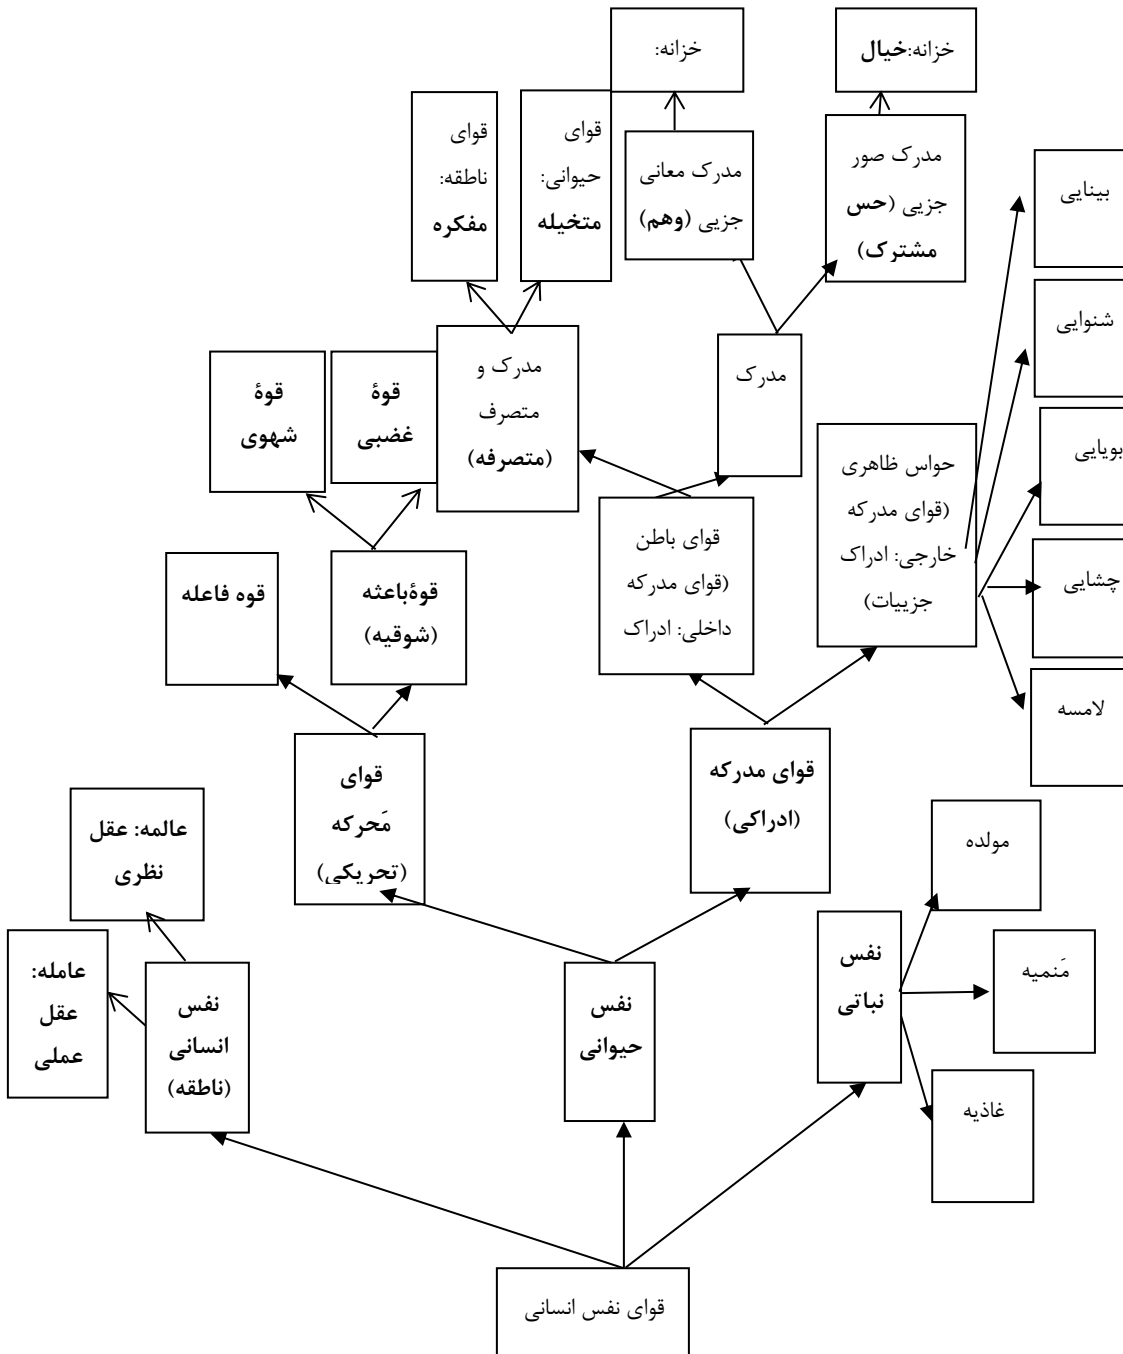 خزانه:خیال
خزانه:
مدرک صور
جزیی (حس
مشترک)
مدرک معانی
جزیی (وهم)
قوای
حیوانی:
متخیله
قوای
ناطقه:
مفکره
بینایی
شنوایی
بویایی
چشایی
لامسه
مدرک
مدرک و
متصرف
(متصرفه)
قوۀ
غضبی
قوۀ
شهوی
حواس ظاهری
(قوای مدرکه
خارجی: ادراک
جزییات)
قوای باطن
(قوای مدرکه
داخلی: ادراک
قوۀباعثه
(شوقیه)
قوه فاعله
قوای مدرکه
(ادراکی)
قوای
مَحرکه
(تحریکی)
مولده
مَنمیه
غاذیه
عالمه: عقل
نظری
عامله:
عقل
عملی
نفس
نباتی
نفس
حیوانی
نفس
انسانی
(ناطقه)
قوای نفس انسانی